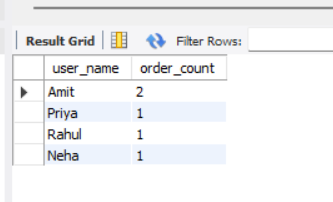 Result Grid Filter Rows:
user_name order_count
Amit 2
Priya 1
Rahul 1
Neha 1